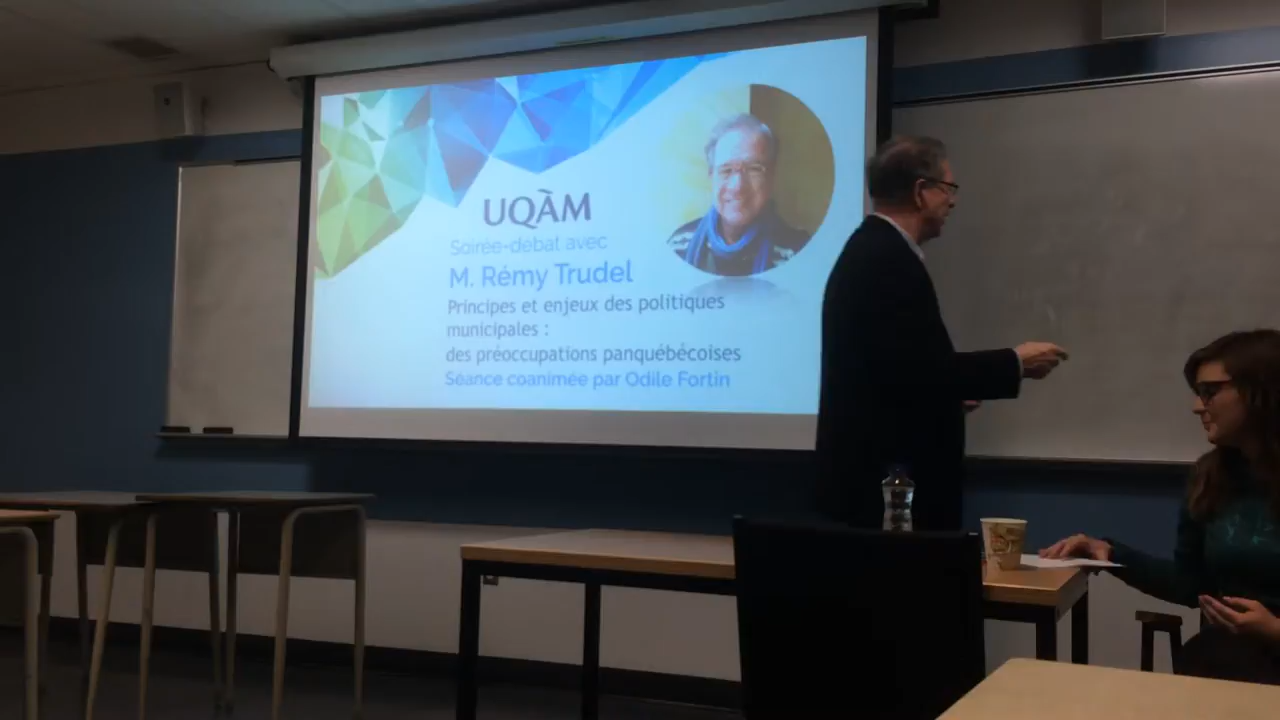 UQÀM
Soirée-débat avec
M. Rémy Trudel
Principes et enjeux des politiques
municipales :
des préoccupations panquébécoises
Séance coanimée par Odile Fortin